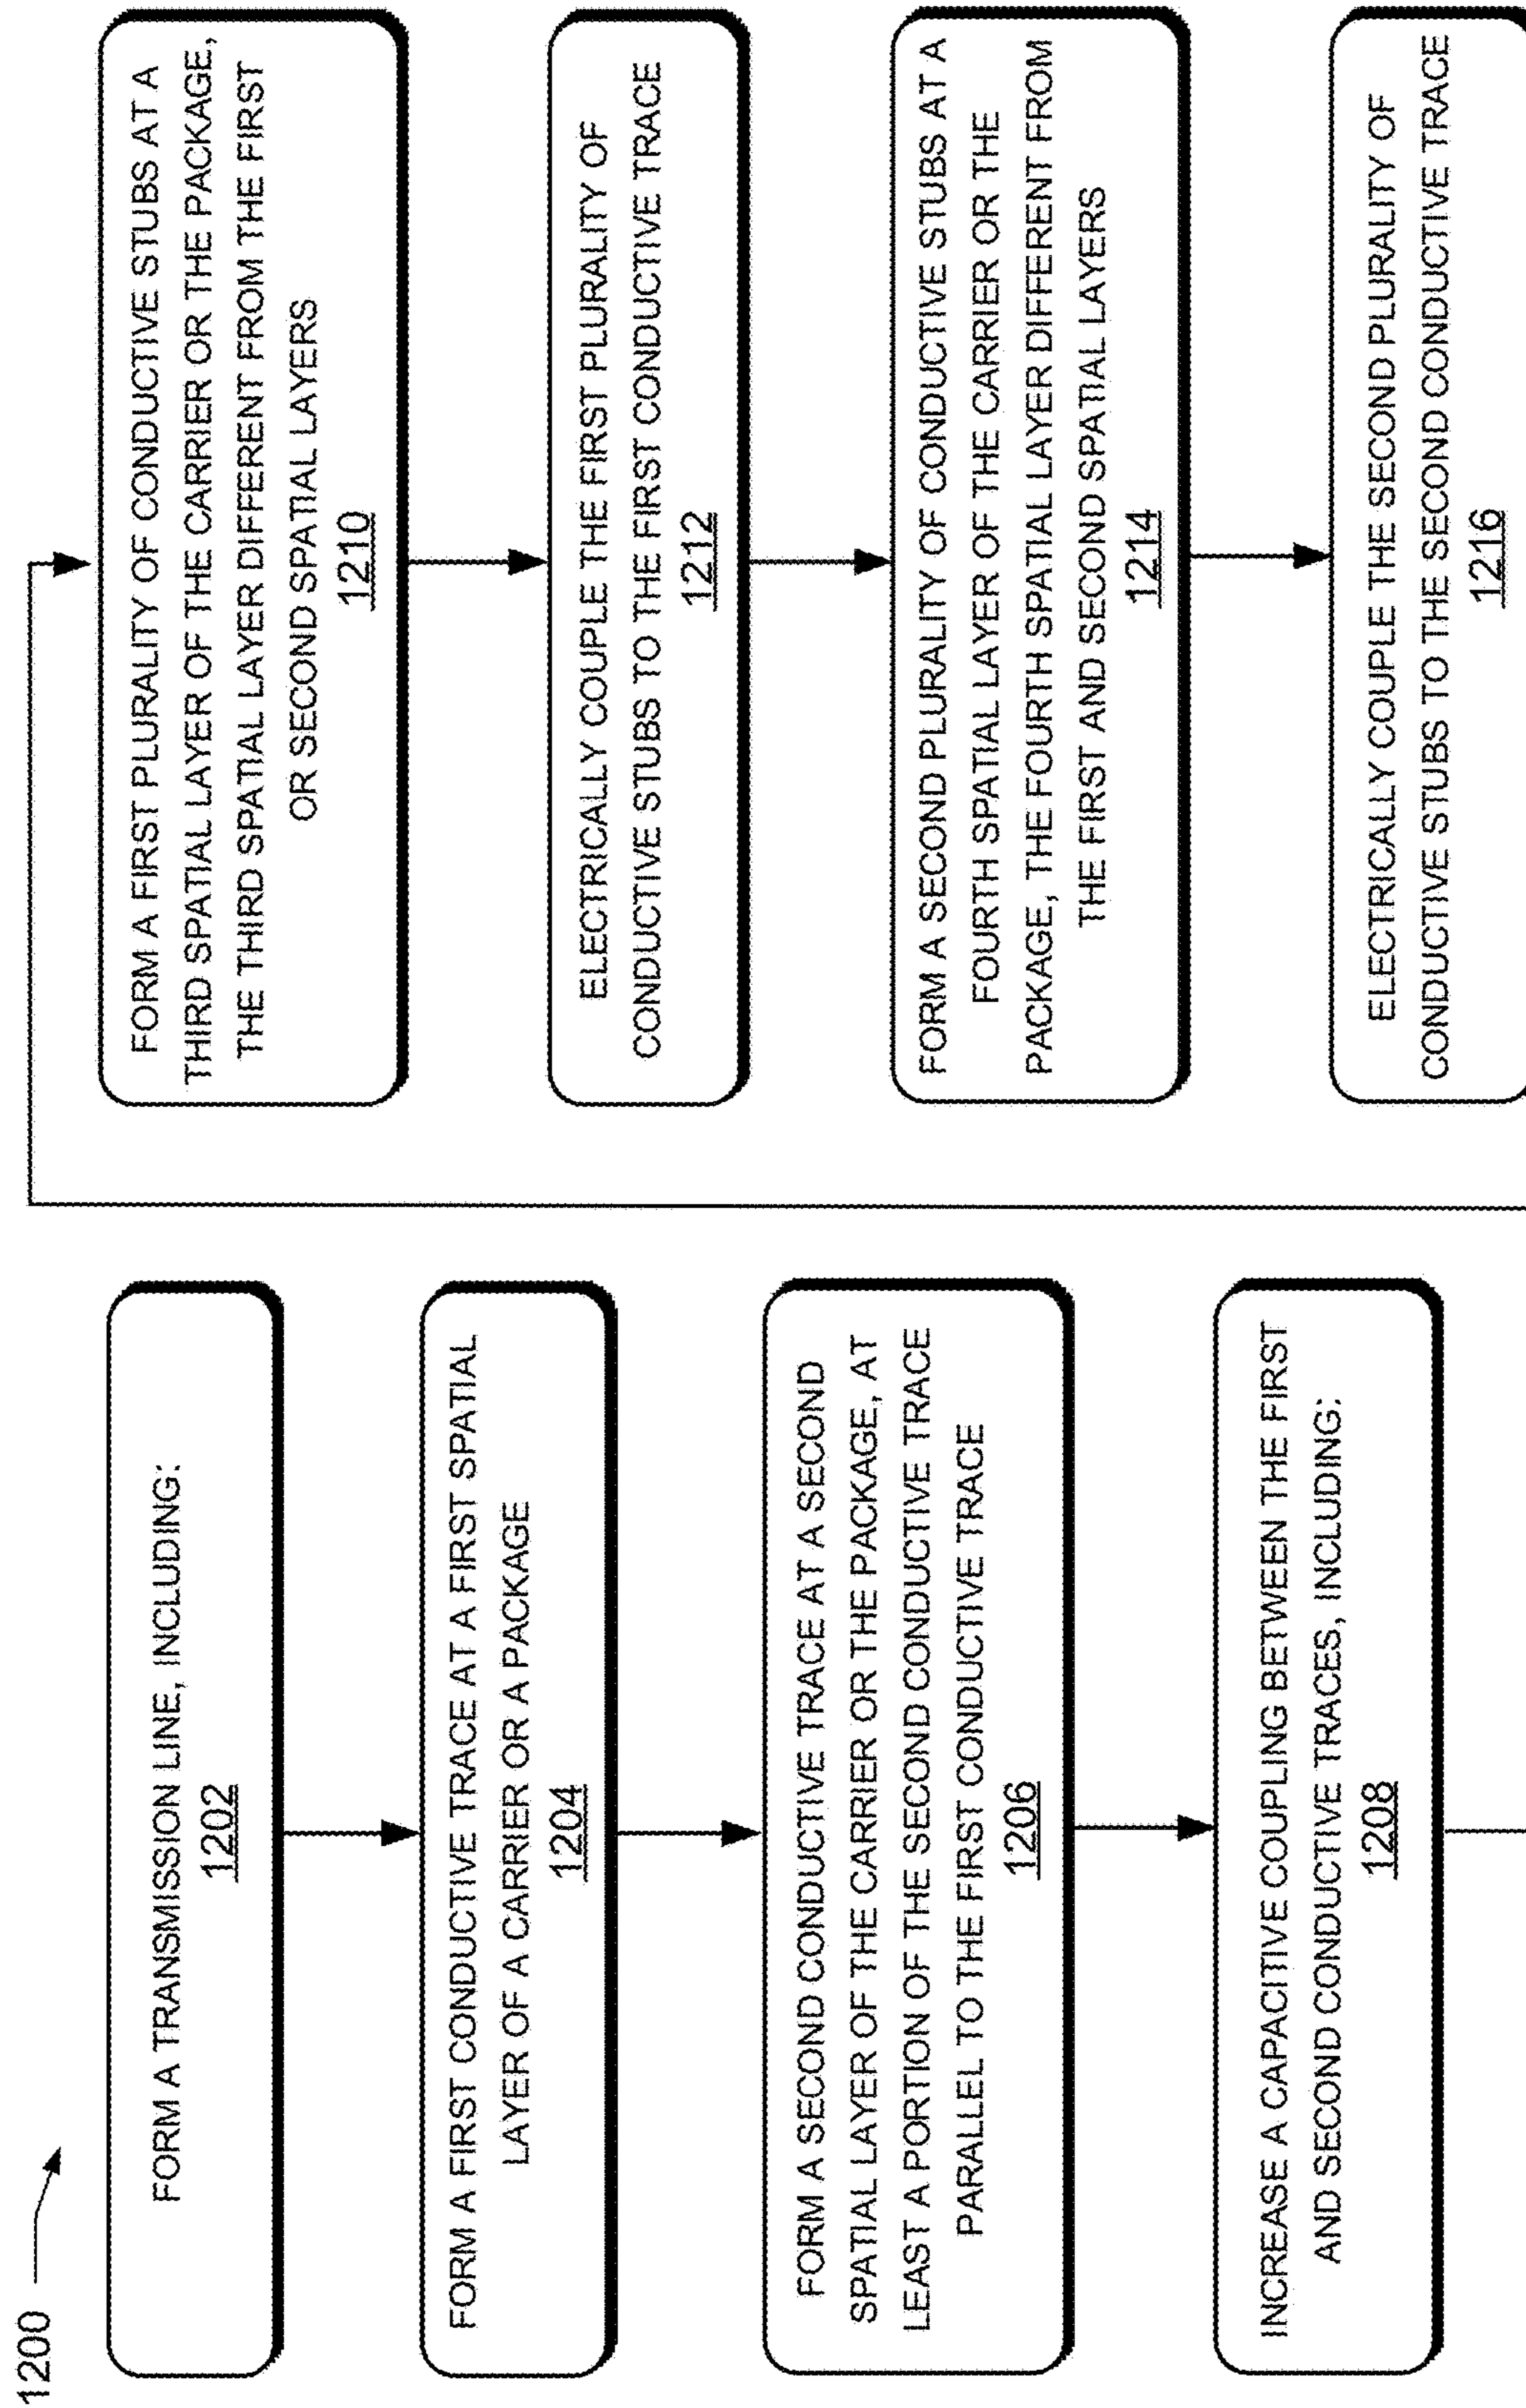 1200
FORM A TRANSMISSION LINE, INCLUDING:
1202
FORM A FIRST CONDUCTIVE TRACE AT A FIRST SPATIAL
LAYER OF A CARRIER OR A PACKAGE
1204
FORM A SECOND CONDUCTIVE TRACE AT A SECOND
SPATIAL LAYER OF THE CARRIER OR THE PACKAGE, AT
LEAST A PORTION OF THE SECOND CONDUCTIVE TRACE
PARALLEL TO THE FIRST CONDUCTIVE TRACE
1206
INCREASE A CAPACITIVE COUPLING BETWEEN THE FIRST
AND SECOND CONDUCTIVE TRACES, INCLUDING:
1208
FORM A FIRST PLURALITY OF CONDUCTIVE STUBS AT A
THIRD SPATIAL LAYER OF THE CARRIER OR THE PACKAGE,
THE THIRD SPATIAL LAYER DIFFERENT FROM THE FIRST
OR SECOND SPATIAL LAYERS
1210
ELECTRICALLY COUPLE THE FIRST PLURALITY OF
CONDUCTIVE STUBS TO THE FIRST CONDUCTIVE TRACE
1212
FORM A SECOND PLURALITY OF CONDUCTIVE STUBS AT A
FOURTH SPATIAL LAYER OF THE CARRIER OR THE
PACKAGE, THE FOURTH SPATIAL LAYER DIFFERENT FROM
THE FIRST AND SECOND SPATIAL LAYERS
1214
ELECTRICALLY COUPLE THE SECOND PLURALITY OF
CONDUCTIVE STUBS TO THE SECOND CONDUCTIVE TRACE
1216